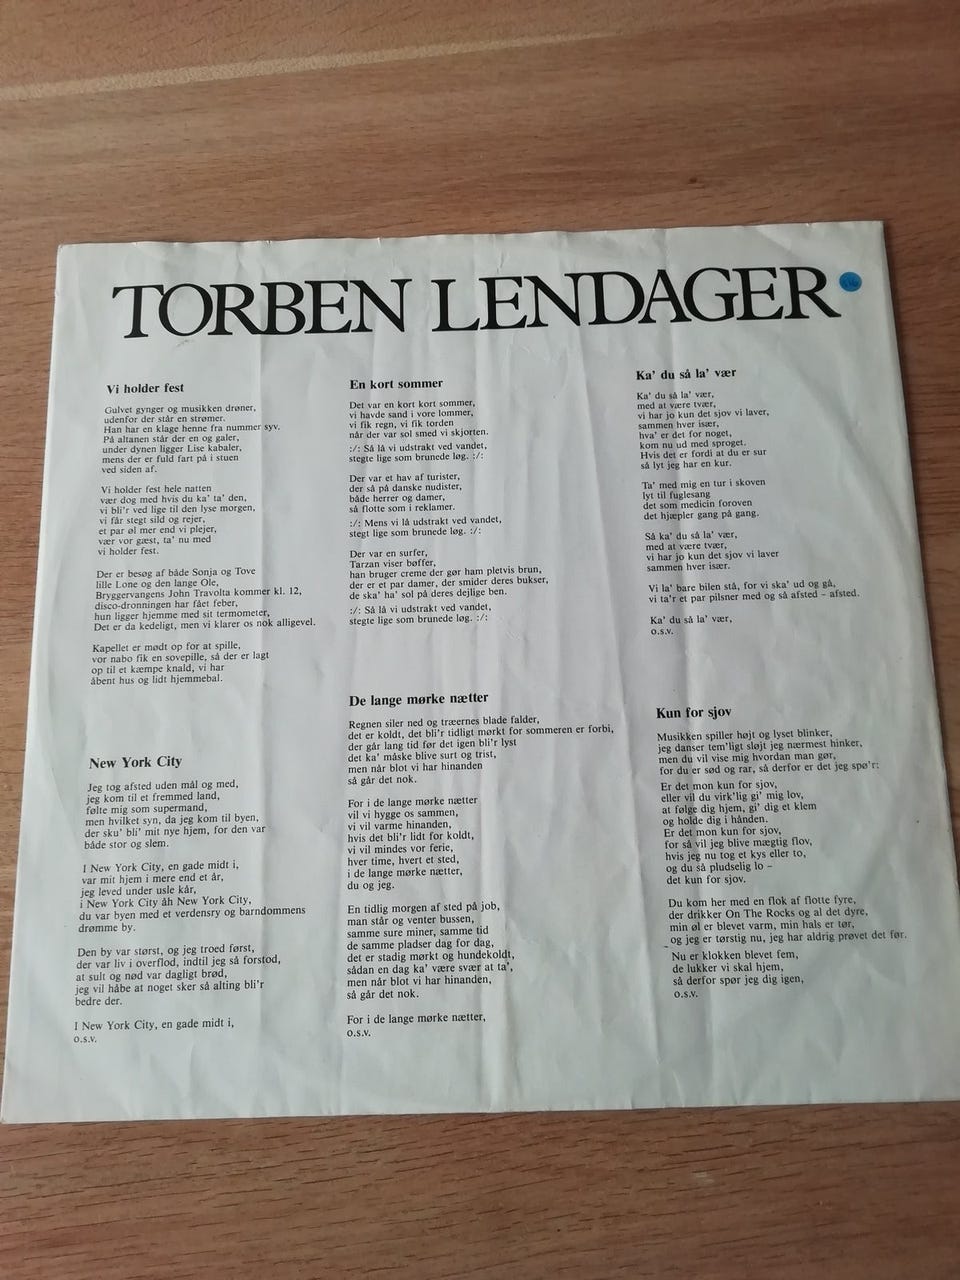 TORBEN LENDAGER
Vi holder fest
Gulvet gynger og musikken drøner,
udenfor der står en strømer.
Han har en klage henne fra nummer syv.
På altanen står der en og galer,
under dynen ligger Lise kabaler,
mens der er fuld fart på i stuen
ved siden af.
Vi holder fest hele natten
vær dog med hvis du ka' ta' den,
vi bli'r ved lige til den lyse morgen,
vi får stegt sild og rejer,
et par øl mer end vi plejer,
vær vor gæst, ta' nu med
vi holder fest.
Der er besøg af både Sonja og Tove
lille Lone og den lange Ole,
Bryggervangens John Travolta kommer kl. 12,
disco-dronningen har fået feber,
hun ligger hjemme med sit termometer,
Det er da kedeligt, men vi klarer os nok alligevel.
Kapellet er mødt op for at spille,
vor nabo fik en sovepille, så der er lagt
op til et kæmpe knald, vi har
åbent hus og lidt hjemmebal.
New York City
Jeg tog afsted uden mål og med,
jeg kom til et fremmed land,
følte mig som supermand,
men hvilket syn, da jeg kom til byen,
der sku' bli' mit nye hjem, for den var
både stor og slem.
I New York City, en gade midt i,
var mit hjem i mere end et år,
jeg leved under usle kår,
i New York City åh New York City,
du var byen med et verdensry og barndommens
drømme by.
Den by var størst, og jeg troed først,
der var liv i overflod, indtil jeg så forstod,
at sult og nød var dagligt brød,
jeg vil håbe at noget sker så alting bli'r
bedre der.
I New York City, en gade midt i,
o.s.v.
En kort sommer
Det var en kort kort sommer,
vi havde sand i vore lommer,
vi fik regn, vi fik torden
når der var sol smed vi skjorten.
:/: Så lå vi udstrakt ved vandet,
stegte lige som brunede løg. :/:
Der var et hav af turister,
der så på danske nudister,
både herrer og damer,
så flotte som i reklamer.
:/: Mens vi lå udstrakt ved vandet,
stegt lige som brunede løg. :/:
Der var en surfer,
Tarzan viser bøffer,
han bruger creme der gør ham pletvis brun,
der er et par damer, der smider deres bukser,
de ska' ha' sol på deres dejlige ben.
:/: Så lå vi udstrakt ved vandet,
stegte lige som brunede løg. :/:
De lange mørke nætter
Regnen siler ned og træernes blade falder,
det er koldt, det bli'r tidligt mørkt for sommeren er forbi,
der går lang tid før det igen bli'r lyst
det ka' måske blive surt og trist,
men når blot vi har hinanden
så går det nok.
For i de lange mørke nætter
vil vi hygge os sammen,
vi vil varme hinanden,
hvis det bli'r lidt for koldt,
vi vil mindes vor ferie,
hver time, hvert et sted,
i de lange mørke nætter,
du og jeg.
En tidlig morgen af sted på job,
man står og venter bussen,
samme sure miner, samme tid
de samme pladser dag for dag,
det er stadig mørkt og hundekoldt,
sådan en dag ka' være svær at ta',
men når blot vi har hinanden,
så går det nok.
For i de lange mørke nætter,
o.s.v.
Ka' du så la' vær
Ka' du så la' vær,
med at være tvær,
vi har jo kun det sjov vi laver,
sammen hver især,
hva' er det for noget,
kom nu ud med sproget.
Hvis det er fordi at du er sur
så lyt jeg har en kur.
Ta' med mig en tur i skoven
lyt til fuglesang
det som medicin foroven
det hjæpler gang på gang.
Så ka' du så la' vær,
med at være tvær,
vi har jo kun det sjov vi laver
sammen hver især.
Vi la' bare bilen stå, for vi ska' ud og gå,
vi ta'r et par pilsner med og så afsted – afsted.
Ka' du så la' vær,
o.s.v.
Kun for sjov
Musikken spiller højt og lyset blinker,
jeg danser tem'ligt sløjt jeg nærmest hinker,
men du vil vise mig hvordan man gør,
for du er sød og rar, så derfor er det jeg spø'r:
Er det mon kun for sjov,
eller vil du virk'lig gi' mig lov,
at følge dig hjem, gi' dig et klem
og holde dig i hånden.
Er det mon kun for sjov,
for så vil jeg blive mægtig flov,
hvis jeg nu tog et kys eller to,
og du så pludselig lo –
det kun for sjov.
Du kom her med en flok af flotte fyre,
der drikker On The Rocks og al det dyre,
min øl er blevet varm, min hals er tør,
og jeg er tørstig nu, jeg har aldrig prøvet det før.
Nu er klokken blevet fem,
de lukker vi skal hjem,
så derfor spør jeg dig igen,
o.s.v.